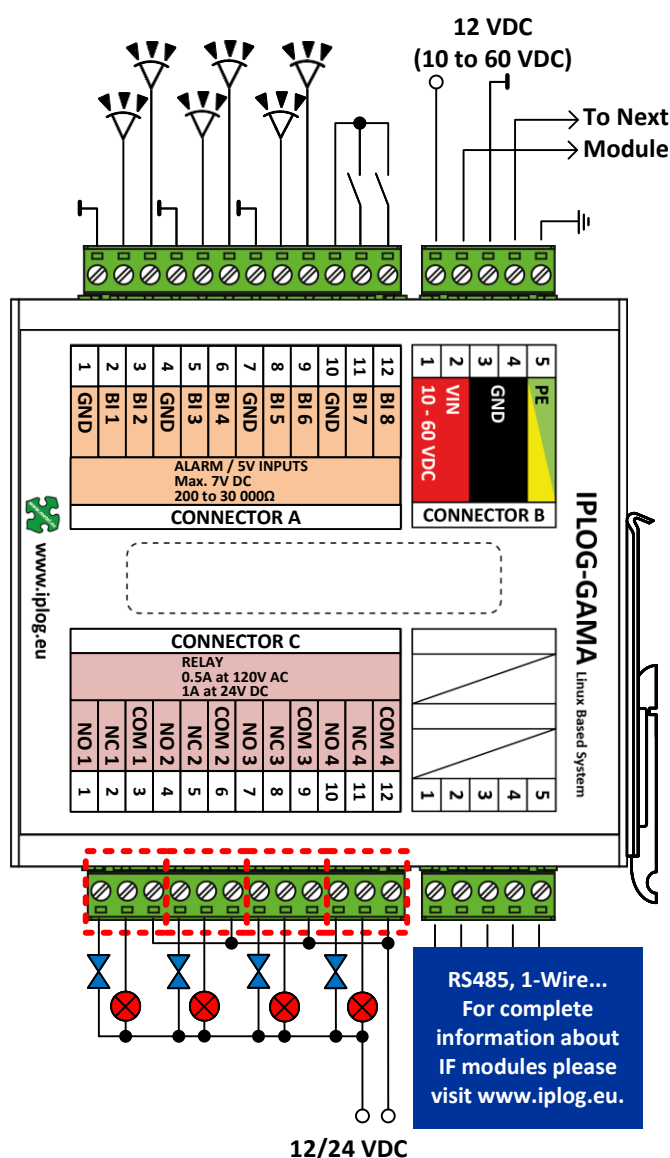 12 VDC
(10 to 60 VDC)
To Next
Module
1 2 3 4 5 6 7 8 9 10 11 12
GND BI 1 BI 2 GND BI 3 BI 4 GND BI 5 BI 6 GND BI 7 BI 8
ALARM / 5V INPUTS
Max. 7V DC
200 to 30 000Ω
CONNECTOR A
1 2 3 4 5
10 - 60 VDC
VIN
GND
PE
CONNECTOR B
www.iplog.eu
IPLOG-GAMA
Linux Based System
CONNECTOR C
RELAY
0.5A at 120V AC
1A at 24V DC
NO 1 NC 1 COM 1 NO 2 NC 2 COM 2 NO 3 NC 3 COM 3 NO 4 NC 4 COM 4
1 2 3 4 5 6 7 8 9 10 11 12
1 2 3 4 5
RS485, 1-Wire...
For complete
information about
IF modules please
visit www.iplog.eu.
12/24 VDC